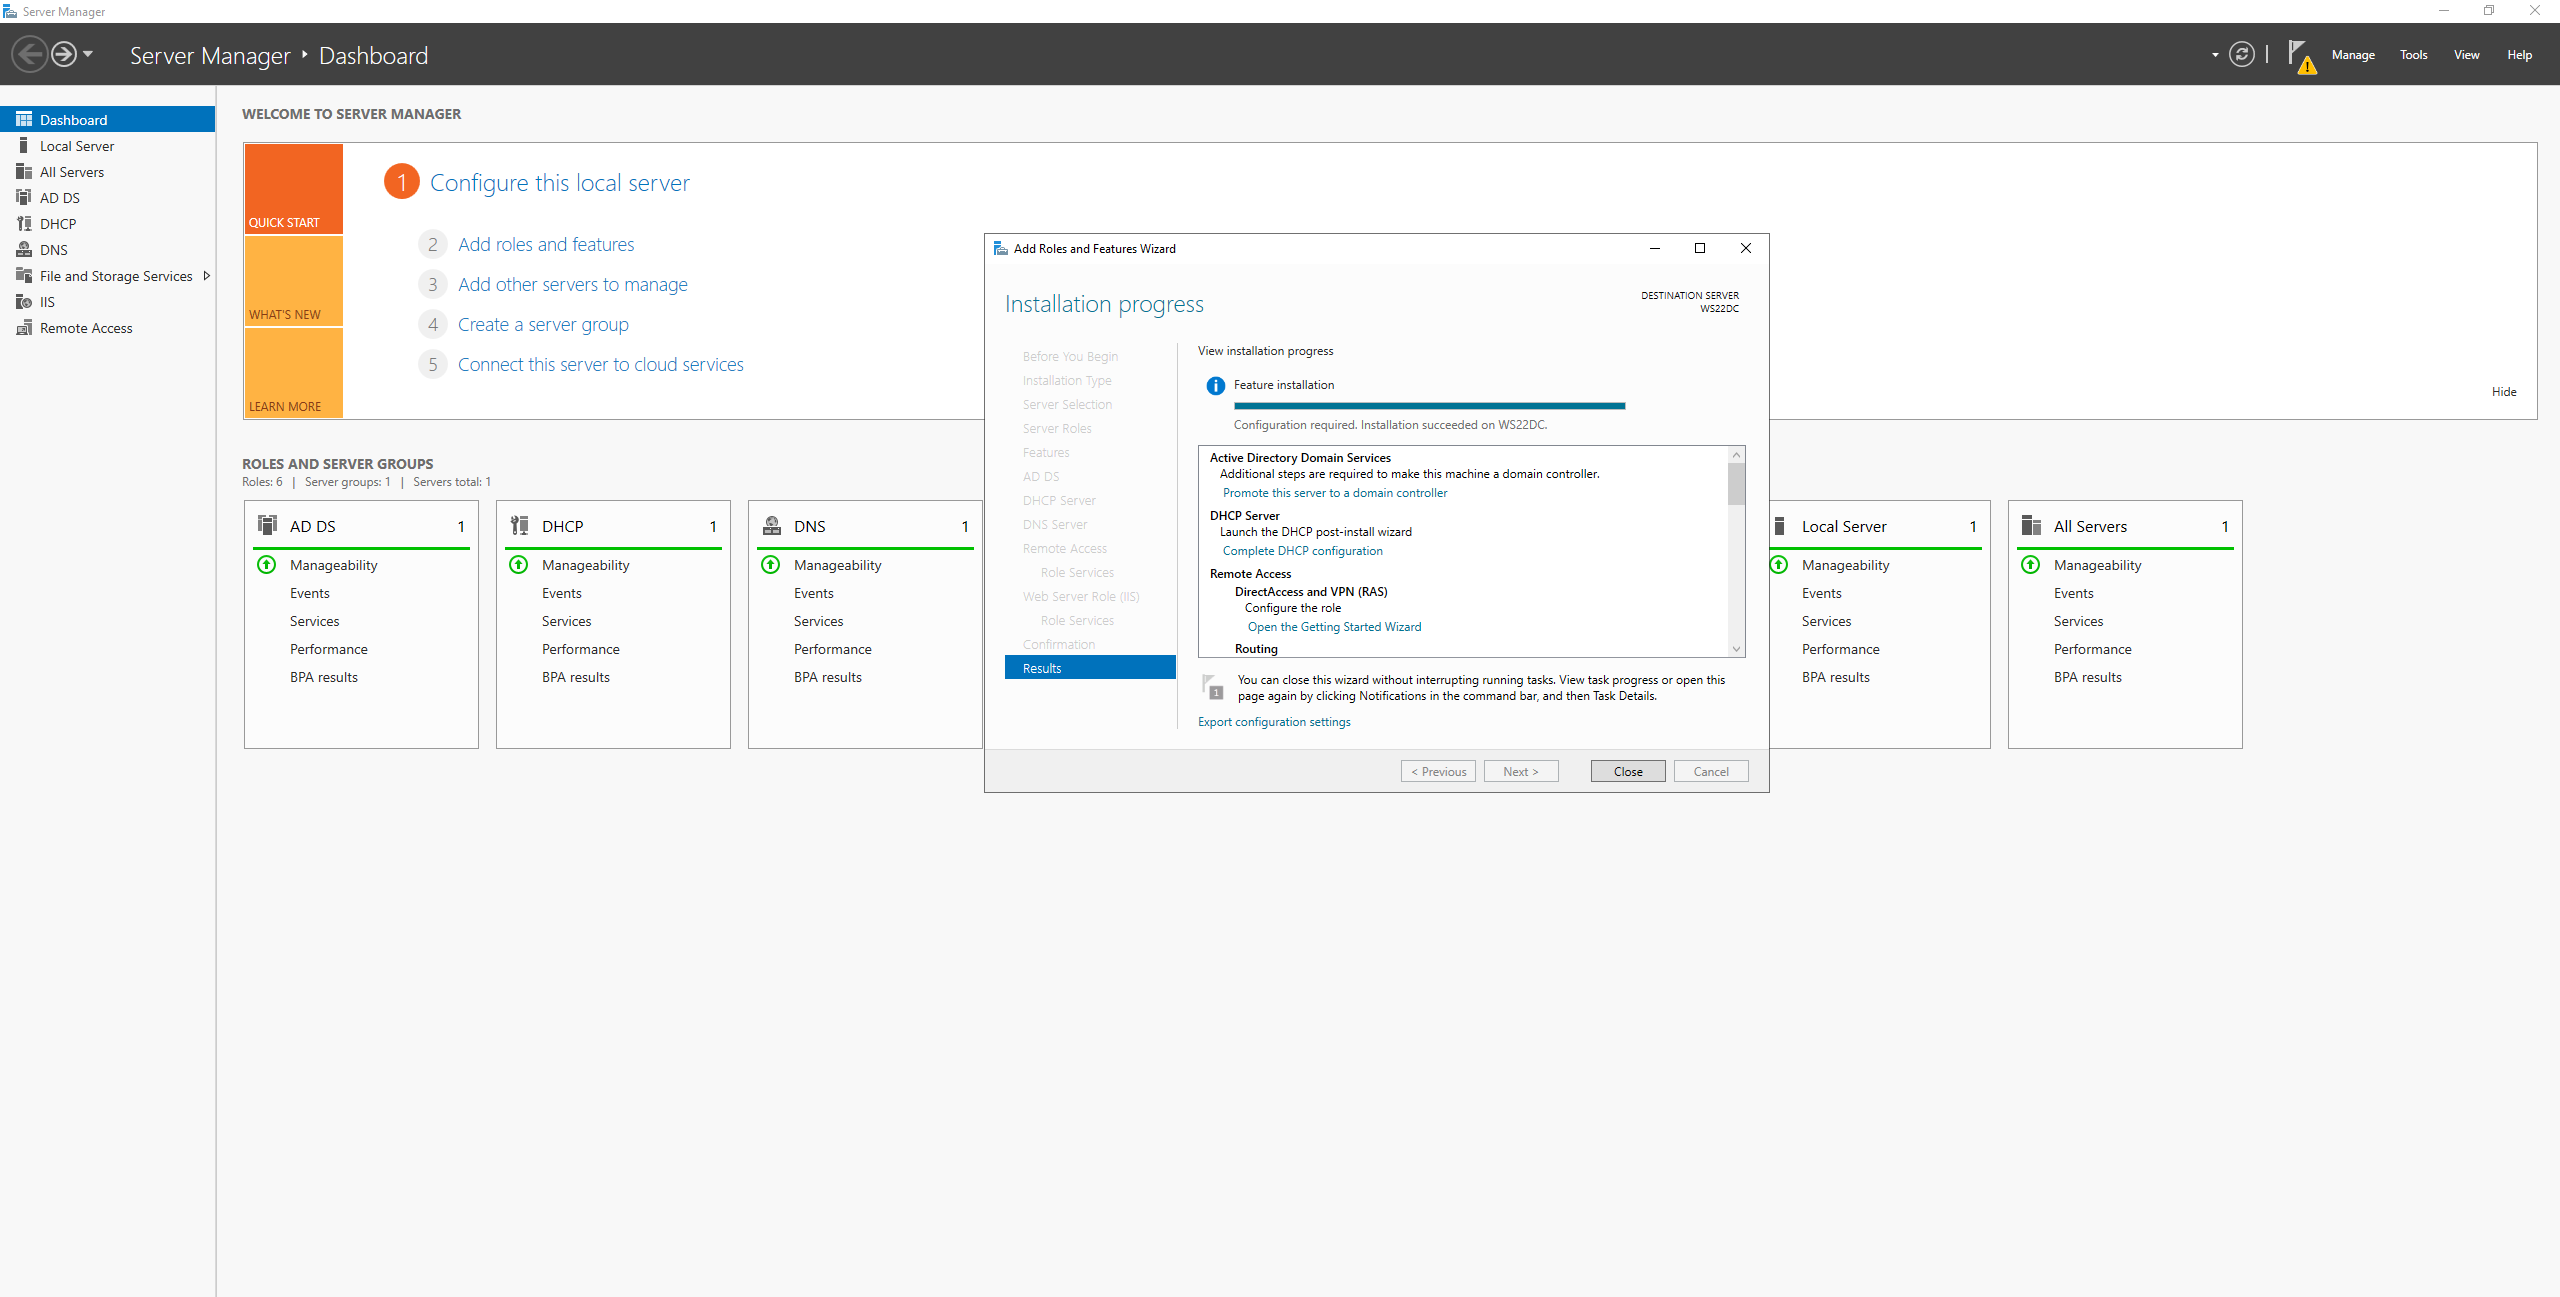 Server Manager
Server Manager ‣ Dashboard
Manage
Tools
View
Help
Dashboard
Local Server
All Servers
AD DS
DHCP
DNS
File and Storage Services
IIS
Remote Access
WELCOME TO SERVER MANAGER
QUICK START
WHAT'S NEW
LEARN MORE
1 Configure this local server
2 Add roles and features
3 Add other servers to manage
4 Create a server group
5 Connect this server to cloud services
Hide
ROLES AND SERVER GROUPS
Roles: 6 | Server groups: 1 | Servers total: 1
AD DS 1
Manageability
Events
Services
Performance
BPA results
DHCP 1
Manageability
Events
Services
Performance
BPA results
DNS 1
Manageability
Events
Services
Performance
BPA results
Add Roles and Features Wizard
Installation progress
DESTINATION SERVER
WS22DC
Before You Begin
Installation Type
Server Selection
Server Roles
Features
AD DS
DHCP Server
DNS Server
Remote Access
Role Services
Web Server Role (IIS)
Role Services
Confirmation
Results
View installation progress
Feature installation
Configuration required. Installation succeeded on WS22DC.
Active Directory Domain Services
Additional steps are required to make this machine a domain controller.
Promote this server to a domain controller
DHCP Server
Launch the DHCP post-install wizard
Complete DHCP configuration
Remote Access
DirectAccess and VPN (RAS)
Configure the role
Open the Getting Started Wizard
Routing
1
You can close this wizard without interrupting running tasks. View task progress or open this
page again by clicking Notifications in the command bar, and then Task Details.
Export configuration settings
< Previous
Next >
Close
Cancel
Local Server 1
Manageability
Events
Services
Performance
BPA results
All Servers 1
Manageability
Events
Services
Performance
BPA results